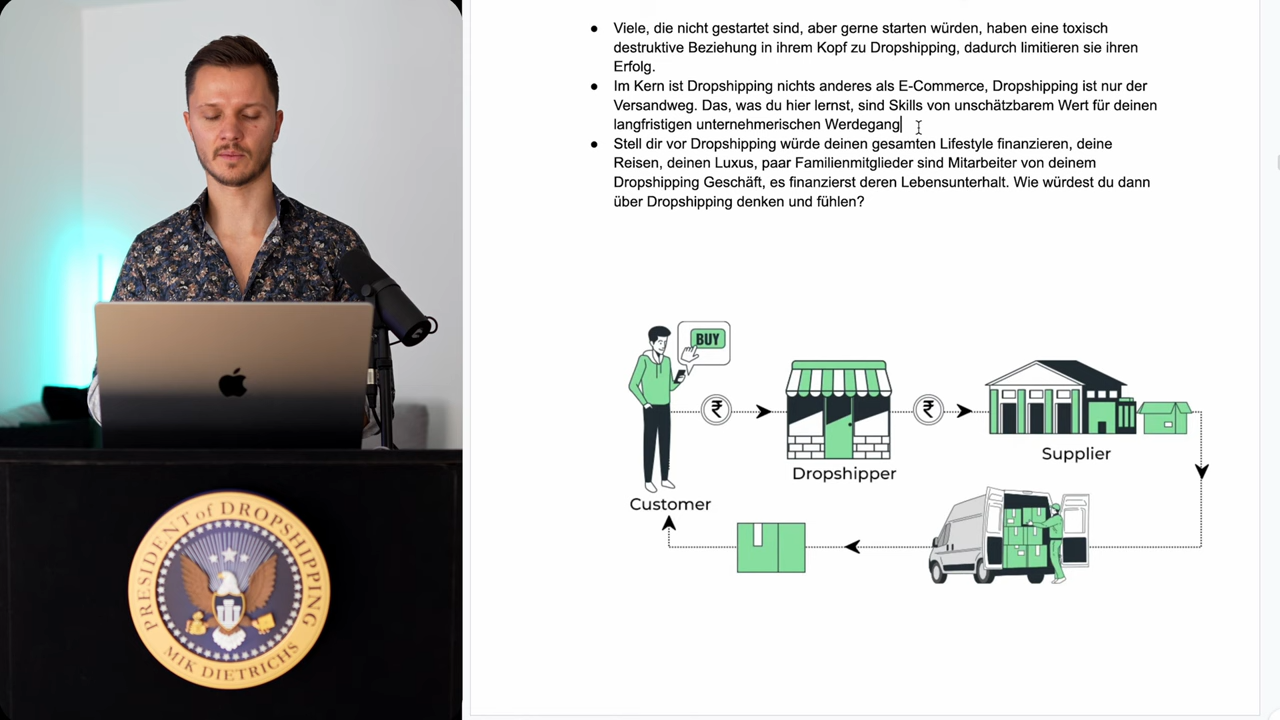 Viele, die nicht gestartet sind, aber gerne starten würden, haben eine toxisch
destruktive Beziehung in ihrem Kopf zu Dropshipping, dadurch limitieren sie ihren
Erfolg.
Im Kern ist Dropshipping nichts anderes als E-Commerce, Dropshipping ist nur der
Versandweg. Das, was du hier lernst, sind Skills von unschätzbarem Wert für deinen
langfristigen unternehmerischen Werdegang
Stell dir vor Dropshipping würde deinen gesamten Lifestyle finanzieren, deine
Reisen, deinen Luxus, paar Familienmitglieder sind Mitarbeiter von deinem
Dropshipping Geschäft, es finanzierst deren Lebensunterhalt. Wie würdest du dann
über Dropshipping denken und fühlen?
BUY
₹
₹
Customer
Dropshipper
Supplier
PRESIDENT of DROPSHIPPING
MIK DIETRICHS